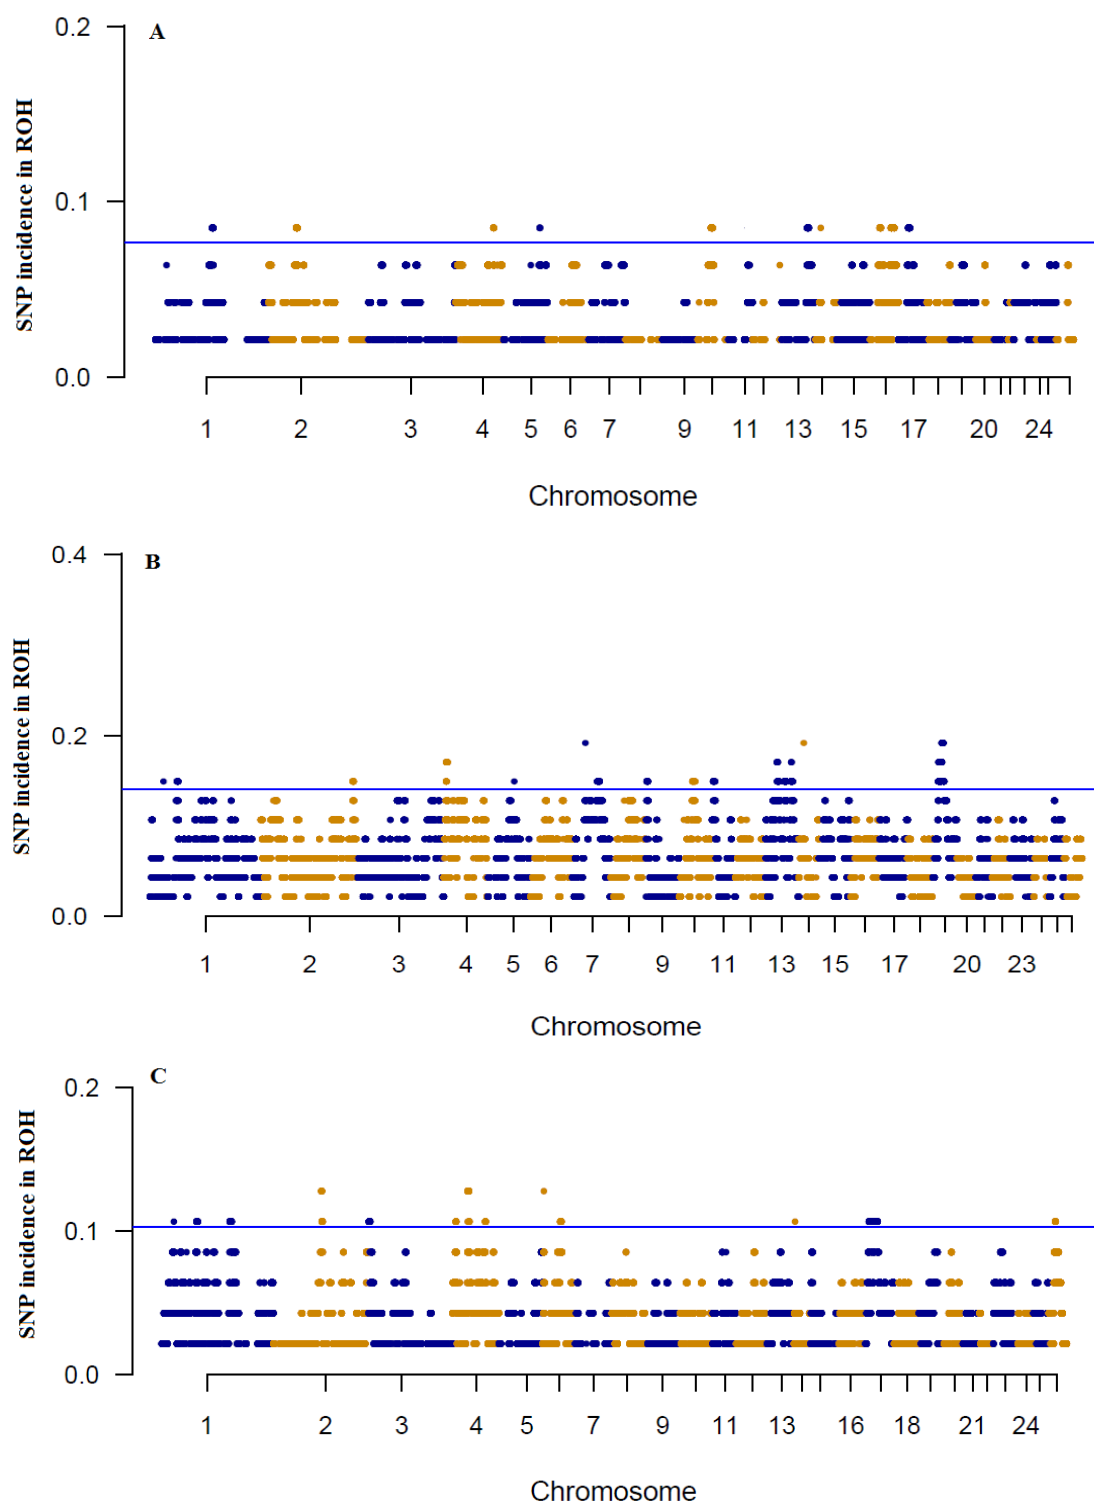 A
0.2
0.1
0.0
SNP incidence in ROH
1 2 3 4 5 6 7 9 11 13 15 17 20 24
Chromosome
B
0.4
0.2
0.0
SNP incidence in ROH
1 2 3 4 5 6 7 9 11 13 15 17 20 23
Chromosome
C
0.2
0.1
0.0
SNP incidence in ROH
1 2 3 4 5 7 9 11 13 16 18 21 24
Chromosome